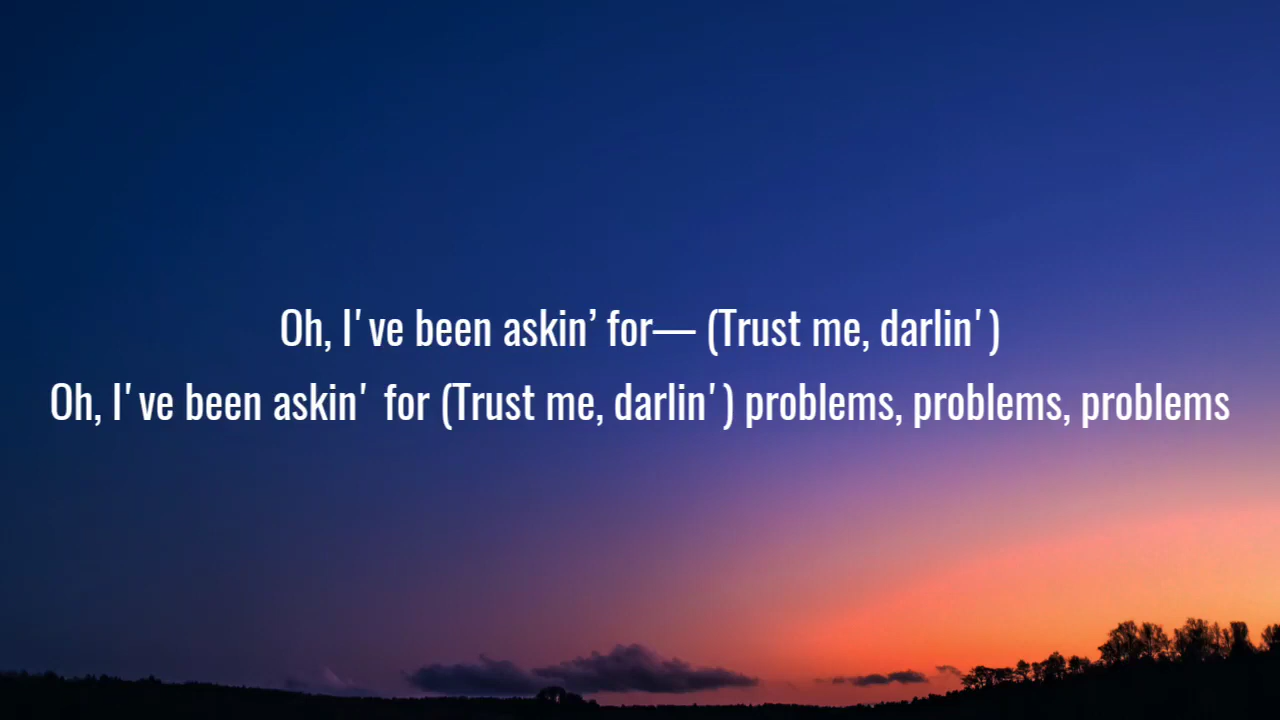 Oh, I've been askin’ for— (Trust me, darlin')
Oh, I've been askin' for (Trust me, darlin') problems, problems, problems